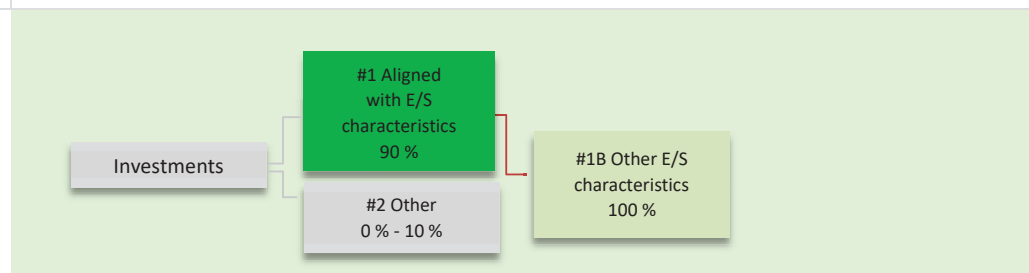 Investments
#1 Aligned
with E/S
characteristics
90 %
#2 Other
0 % - 10 %
#1B Other E/S
characteristics
100 %